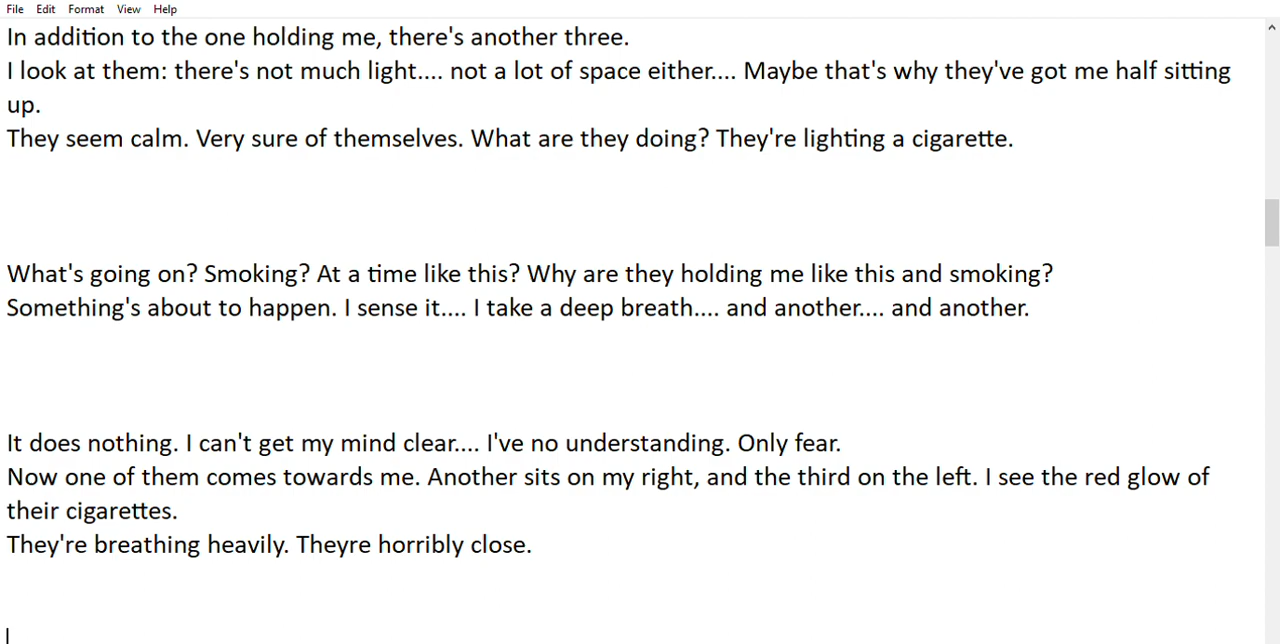 File Edit Format View Help
In addition to the one holding me, there's another three.
I look at them: there's not much light.... not a lot of space either.... Maybe that's why they've got me half sitting
up.
They seem calm. Very sure of themselves. What are they doing? They're lighting a cigarette.
What's going on? Smoking? At a time like this? Why are they holding me like this and smoking?
Something's about to happen. I sense it.... I take a deep breath.... and another.... and another.
It does nothing. I can't get my mind clear.... I've no understanding. Only fear.
Now one of them comes towards me. Another sits on my right, and the third on the left. I see the red glow of
their cigarettes.
They're breathing heavily. Theyre horribly close.